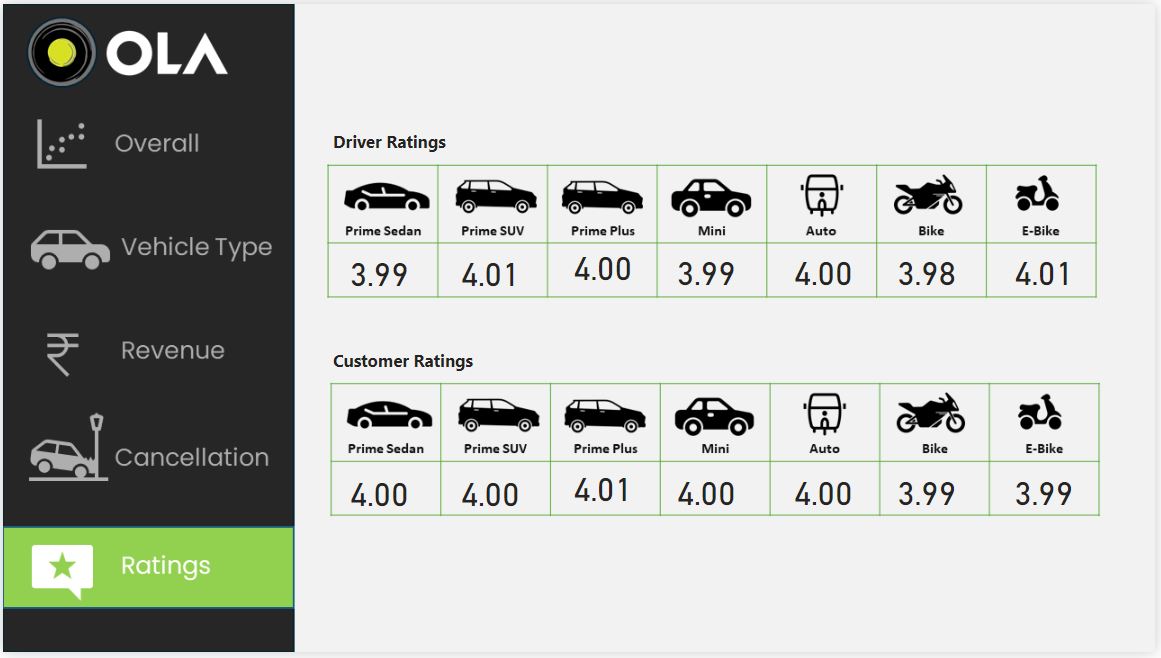 OLA
Overall
Vehicle Type
Revenue
Cancellation
Ratings
Driver Ratings
Prime Sedan Prime SUV Prime Plus Mini Auto Bike E-Bike
3.99 4.01 4.00 3.99 4.00 3.98 4.01
Customer Ratings
Prime Sedan Prime SUV Prime Plus Mini Auto Bike E-Bike
4.00 4.00 4.01 4.00 4.00 3.99 3.99